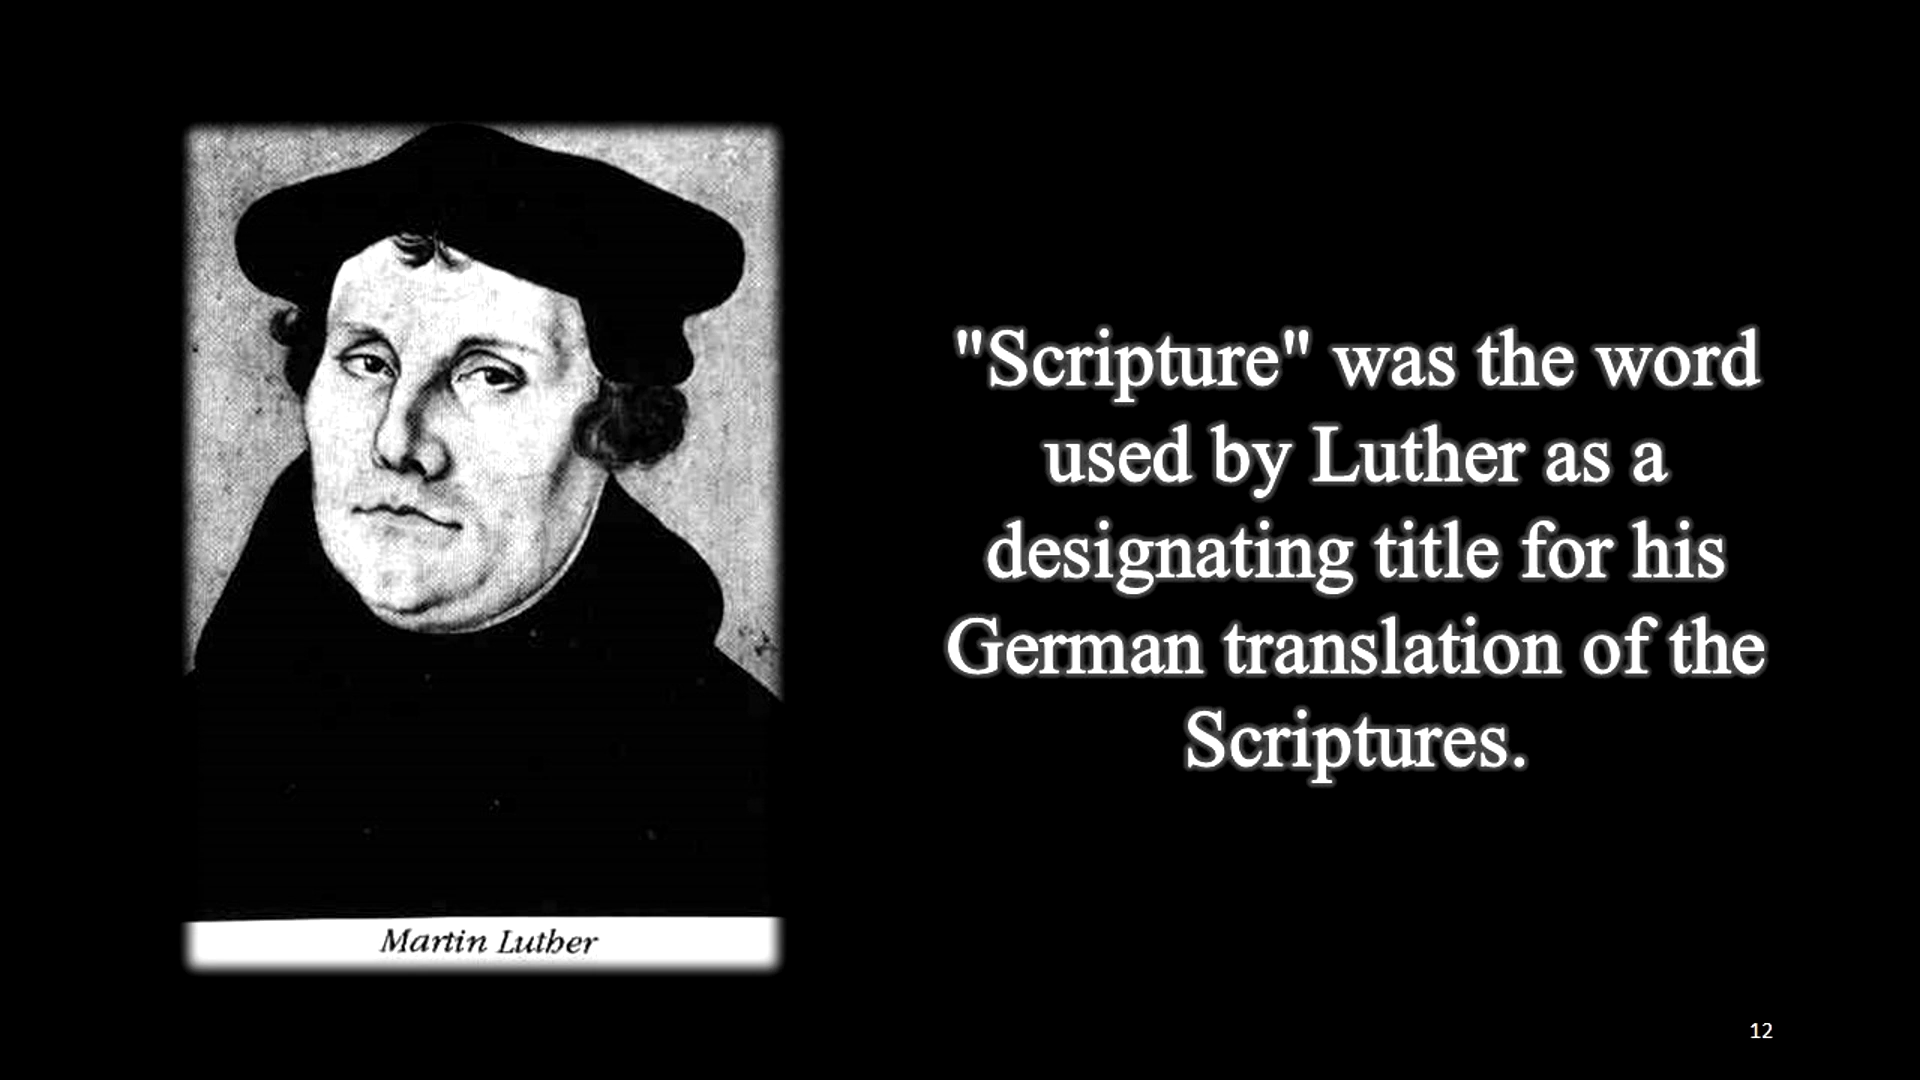 "Scripture" was the word
used by Luther as a
designating title for his
German translation of the
Scriptures.
Martin Luther
12